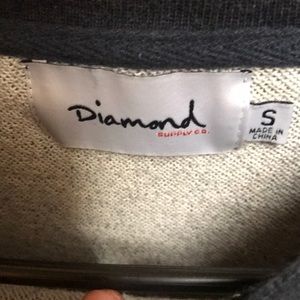 Diamond
SUPPLY CO.
S
MADE IN
CHINA